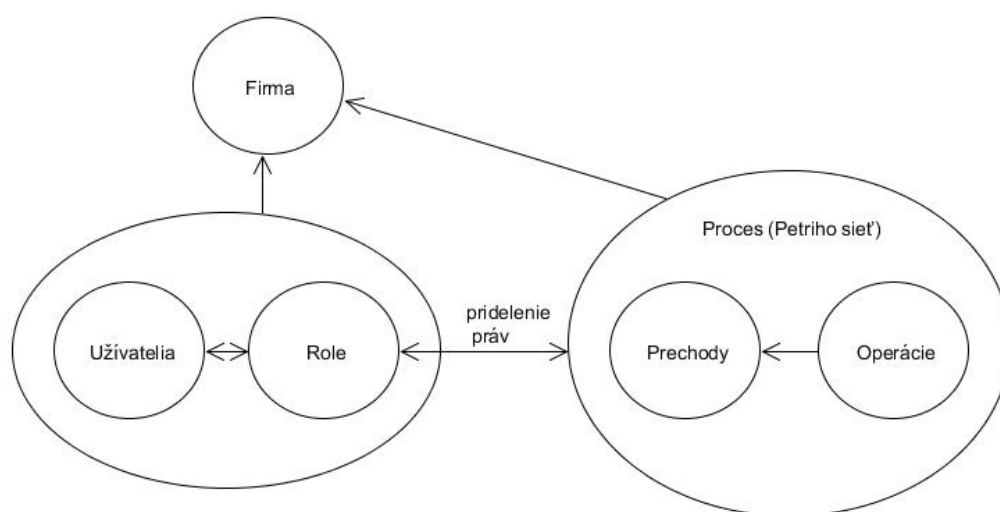 Firma
Proces (Petriho sieť)
pridelenie
práv
Užívatelia
Role
Prechody
Operácie